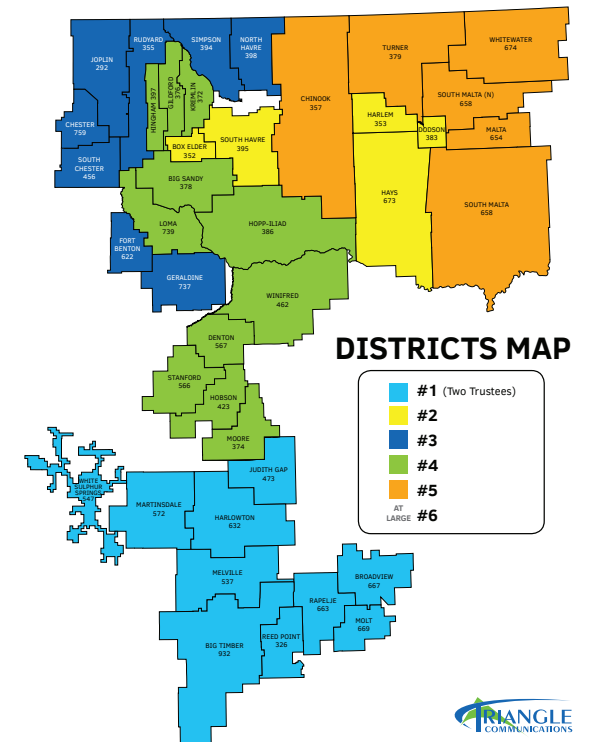 RUDYARD
355
SIMPSON
394
NORTH
HAVRE
398
JOPLIN
292
TURNER
379
WHITEWATER
674
HINGHAM 397
GILDFORD
376
KREMLIN
372
CHINOOK
357
SOUTH MALTA (N)
658
CHESTER
759
HARLEM
353
DODSON
383
MALTA
654
SOUTH HAVRE
395
BOX ELDER
352
SOUTH
CHESTER
456
BIG SANDY
378
HAYS
673
SOUTH MALTA
658
LOMA
739
HOPP-ILIAD
386
FORT
BENTON
622
GERALDINE
737
WINIFRED
462
DENTON
567
DISTRICTS MAP
STANFORD
566
HOBSON
423
MOORE
374
#1 (Two Trustees)
#2
#3
#4
#5
AT
LARGE #6
JUDITH GAP
473
WHITE
SULPHUR
SPRINGS
547
MARTINSDALE
572
HARLOWTON
632
MELVILLE
537
BROADVIEW
667
RAPELJE
663
MOLT
669
REED POINT
326
BIG TIMBER
932
TRIANGLE
COMMUNICATIONS